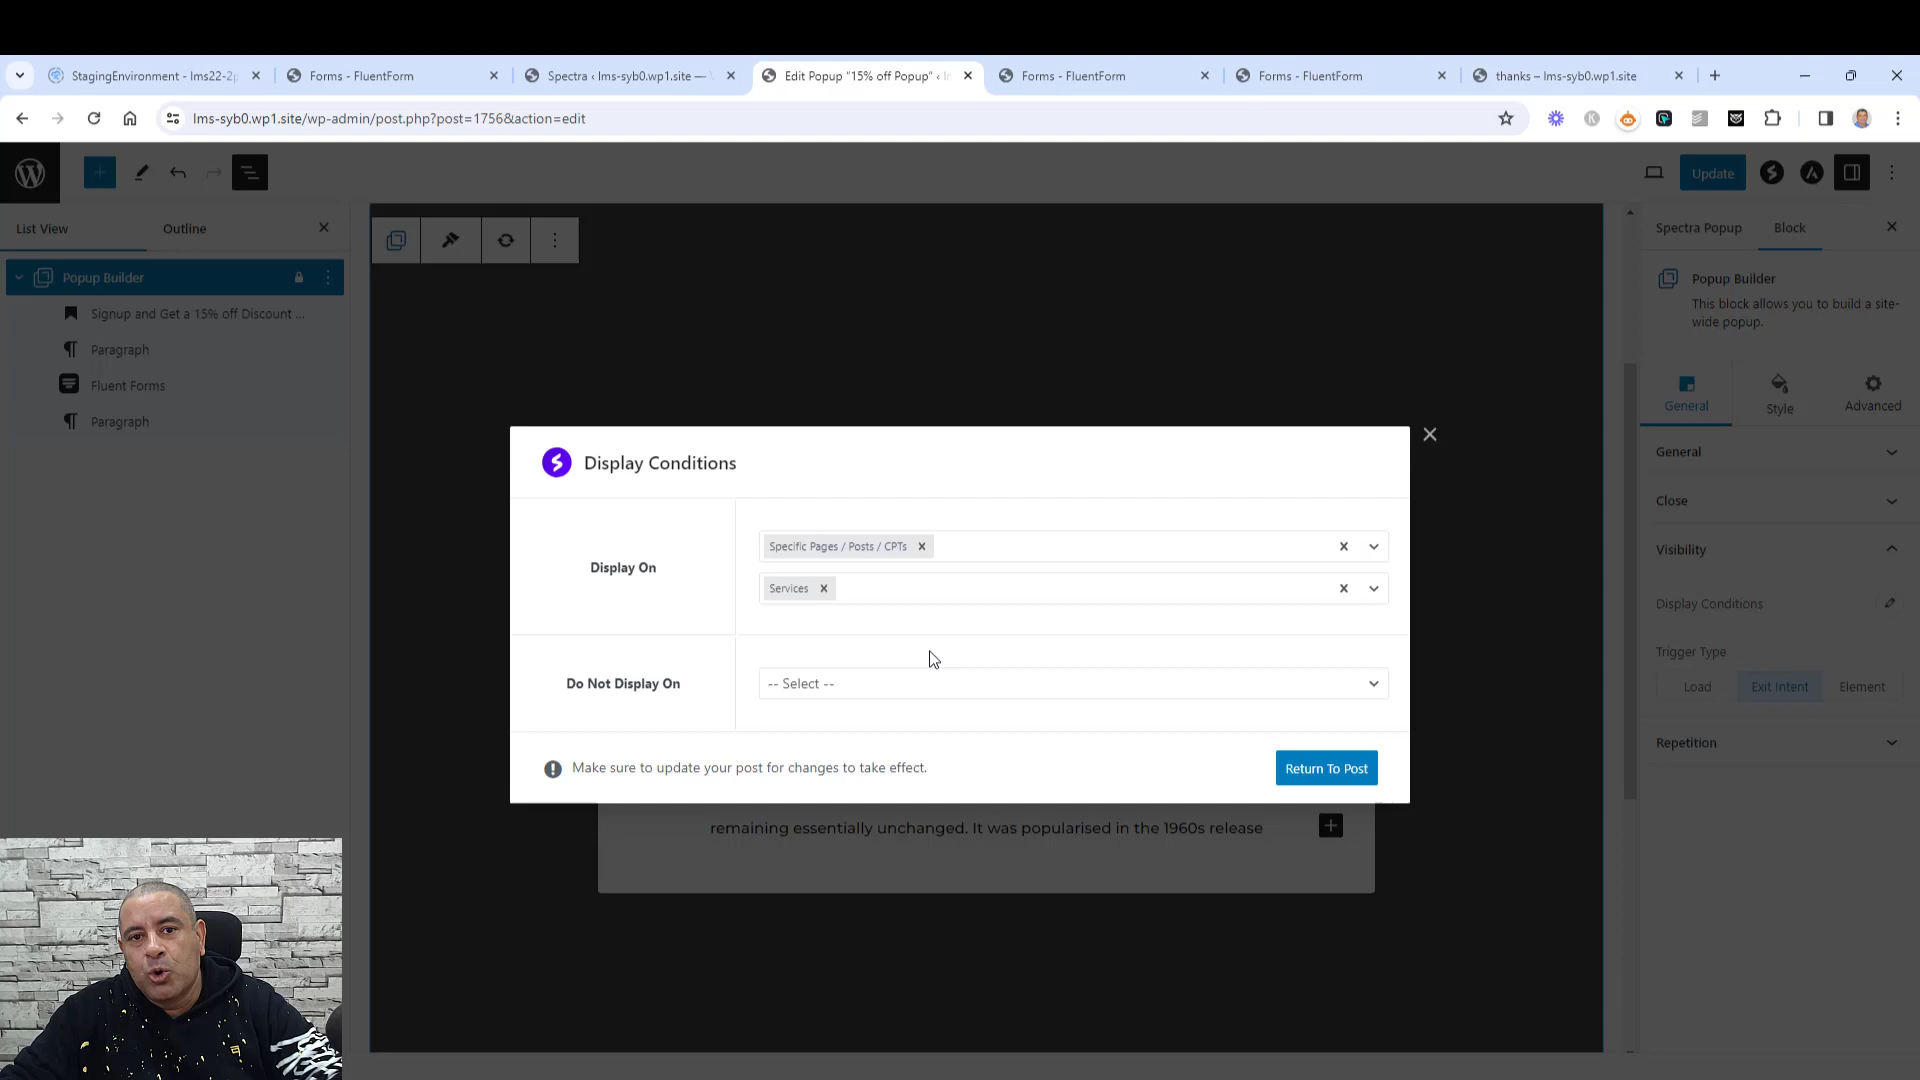 StagingEnvironment - lms22-2
Forms - FluentForm
Spectra ‹ lms-syb0.wp1.site —
Edit Popup "15% off Popup" ‹
Forms - FluentForm
Forms - FluentForm
thanks – lms-syb0.wp1.site
lms-syb0.wp1.site/wp-admin/post.php?post=1756&action=edit
Update
List View
Outline
Spectra Popup
Block
Popup Builder
Signup and Get a 15% off Discount ...
Paragraph
Fluent Forms
Paragraph
Popup Builder
This block allows you to build a site-
wide popup.
General
Style
Advanced
General
Close
Visibility
Display Conditions
Trigger Type
Load
Exit Intent
Element
Repetition
Display Conditions
Display On
Specific Pages / Posts / CPTs
Services
Do Not Display On
-- Select --
Make sure to update your post for changes to take effect.
Return To Post
remaining essentially unchanged. It was popularised in the 1960s release